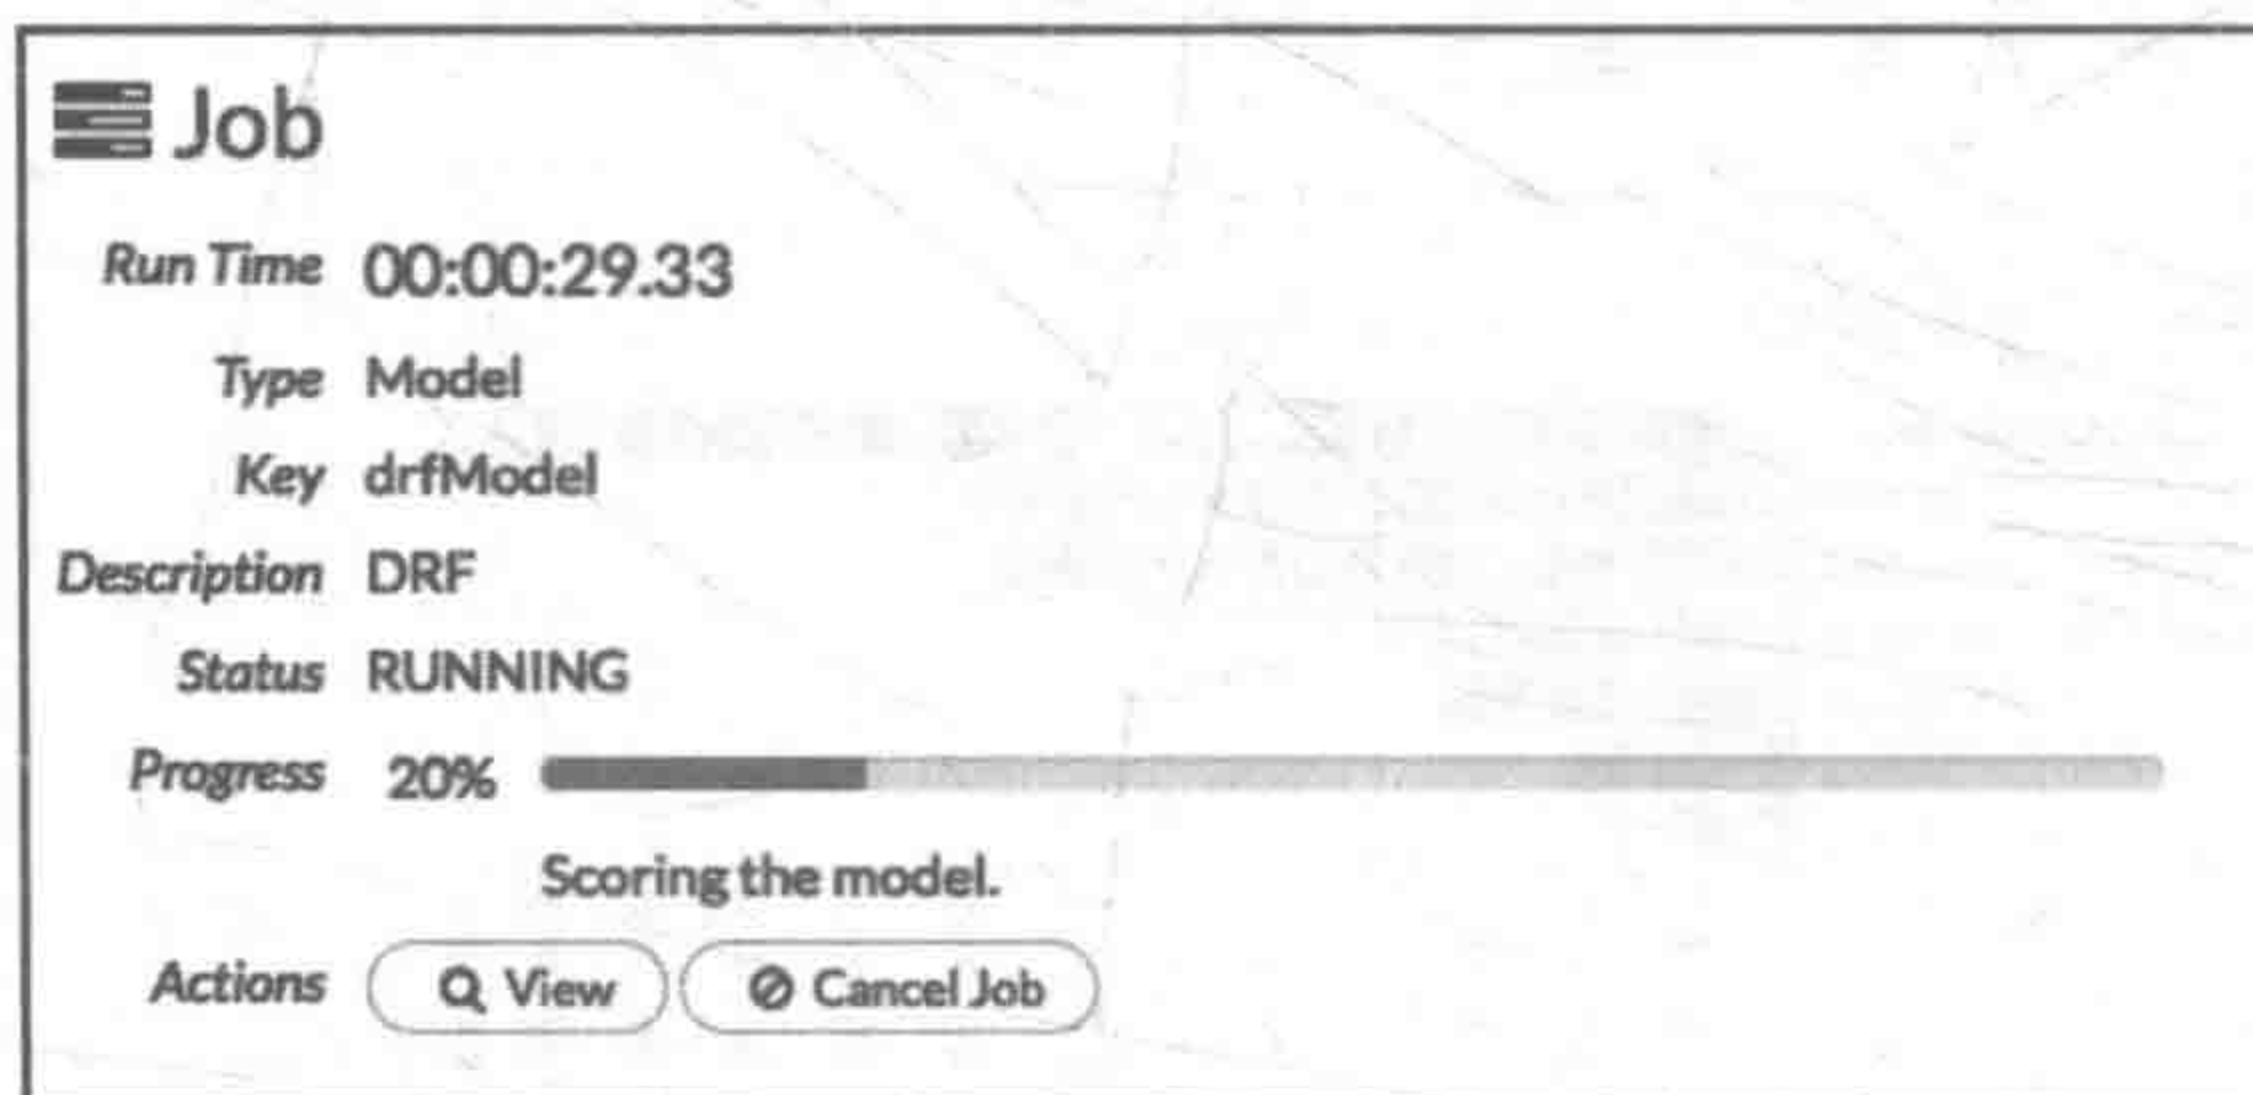 Job
Run Time 00:00:29.33
Type Model
Key drfModel
Description DRF
Status RUNNING
Progress 20%
Scoring the model.
Actions View Cancel Job